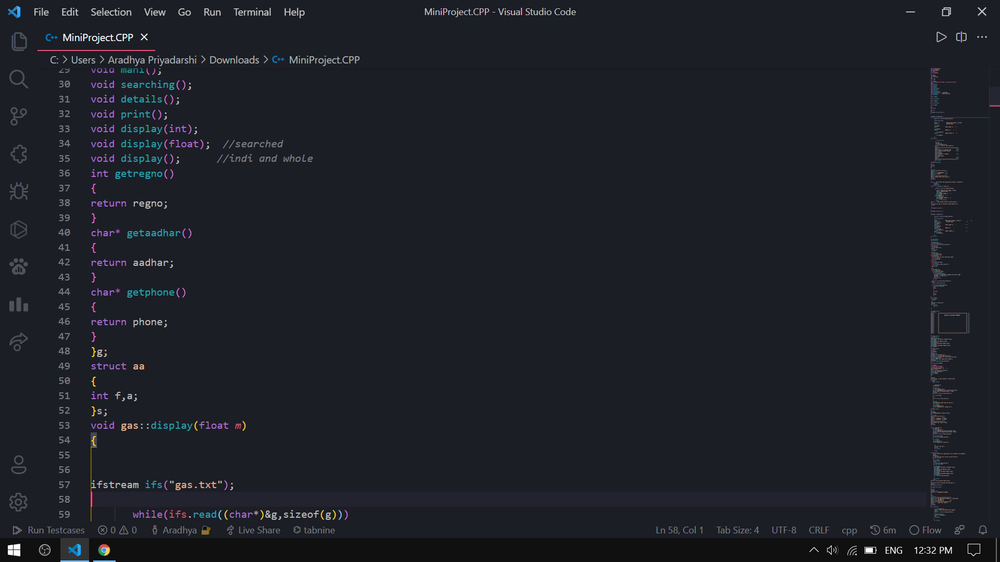 File Edit Selection View Go Run Terminal Help MiniProject.CPP - Visual Studio Code
C++ MiniProject.CPP
C: > Users > Aradhya Priyadarshi > Downloads > C++ MiniProject.CPP
29 void mani();
30 void searching();
31 void details();
32 void print();
33 void display(int);
34 void display(float); //searched
35 void display(); //indi and whole
36 int getregno()
37 {
38 return regno;
39 }
40 char* getaadhar()
41 {
42 return aadhar;
43 }
44 char* getphone()
45 {
46 return phone;
47 }
48 }g;
49 struct aa
50 {
51 int f,a;
52 }s;
53 void gas::display(float m)
54 {
55
56
57 ifstream ifs("gas.txt");
58
59 while(ifs.read((char*)&g,sizeof(g)))
Run Testcases 0 0 Aradhya Live Share tabnine Ln 58, Col 1 Tab Size: 4 UTF-8 CRLF cpp 6m Flow
ENG 12:32 PM